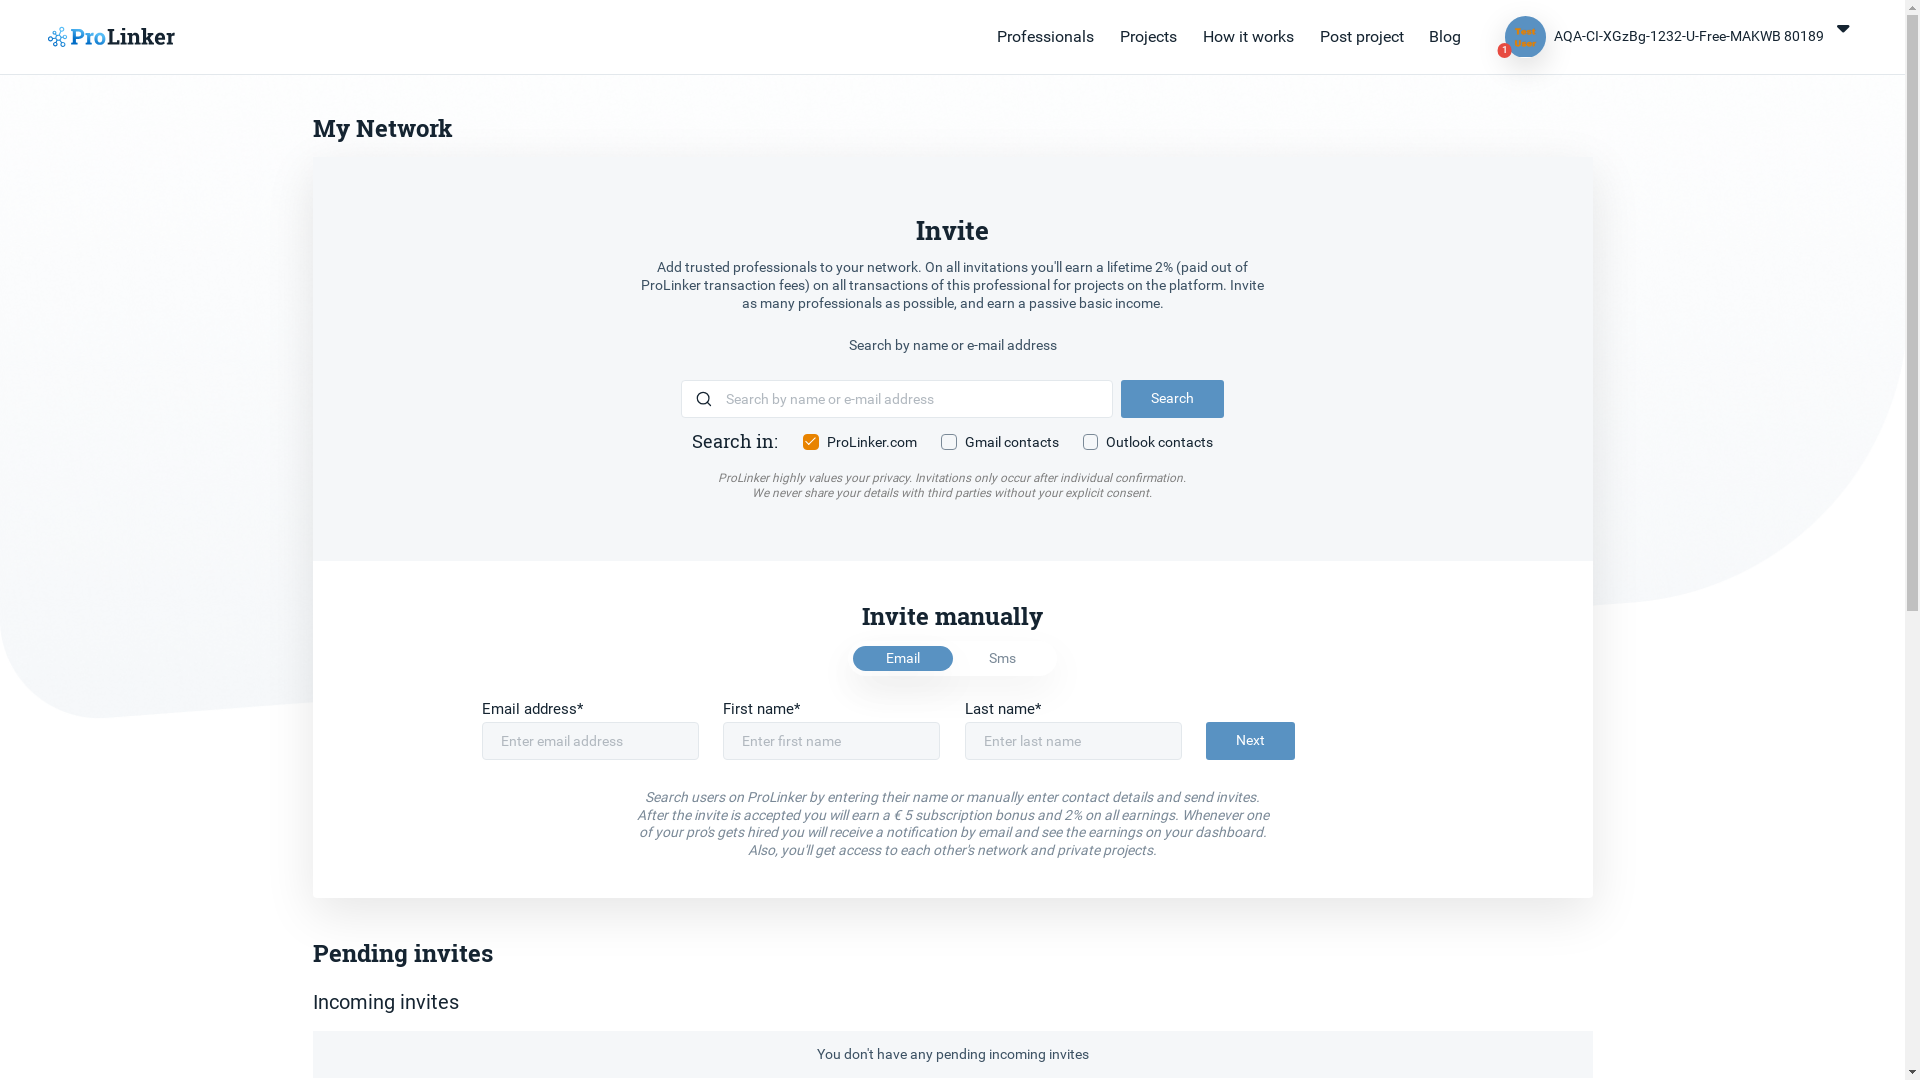 ProLinker
Professionals
Projects
How it works
Post project
Blog
Test
User
1
AQA-CI-XGzBg-1232-U-Free-MAKWB 80189
My Network
Invite
Add trusted professionals to your network. On all invitations you'll earn a lifetime 2% (paid out of
ProLinker transaction fees) on all transactions of this professional for projects on the platform. Invite
as many professionals as possible, and earn a passive basic income.
Search by name or e-mail address
Search by name or e-mail address
Search
Search in:
ProLinker.com
Gmail contacts
Outlook contacts
ProLinker highly values your privacy. Invitations only occur after individual confirmation.
We never share your details with third parties without your explicit consent.
Invite manually
Email
Sms
Email address*
First name*
Last name*
Enter email address
Enter first name
Enter last name
Next
Search users on ProLinker by entering their name or manually enter contact details and send invites.
After the invite is accepted you will earn a € 5 subscription bonus and 2% on all earnings. Whenever one
of your pro's gets hired you will receive a notification by email and see the earnings on your dashboard.
Also, you'll get access to each other's network and private projects.
Pending invites
Incoming invites
You don't have any pending incoming invites